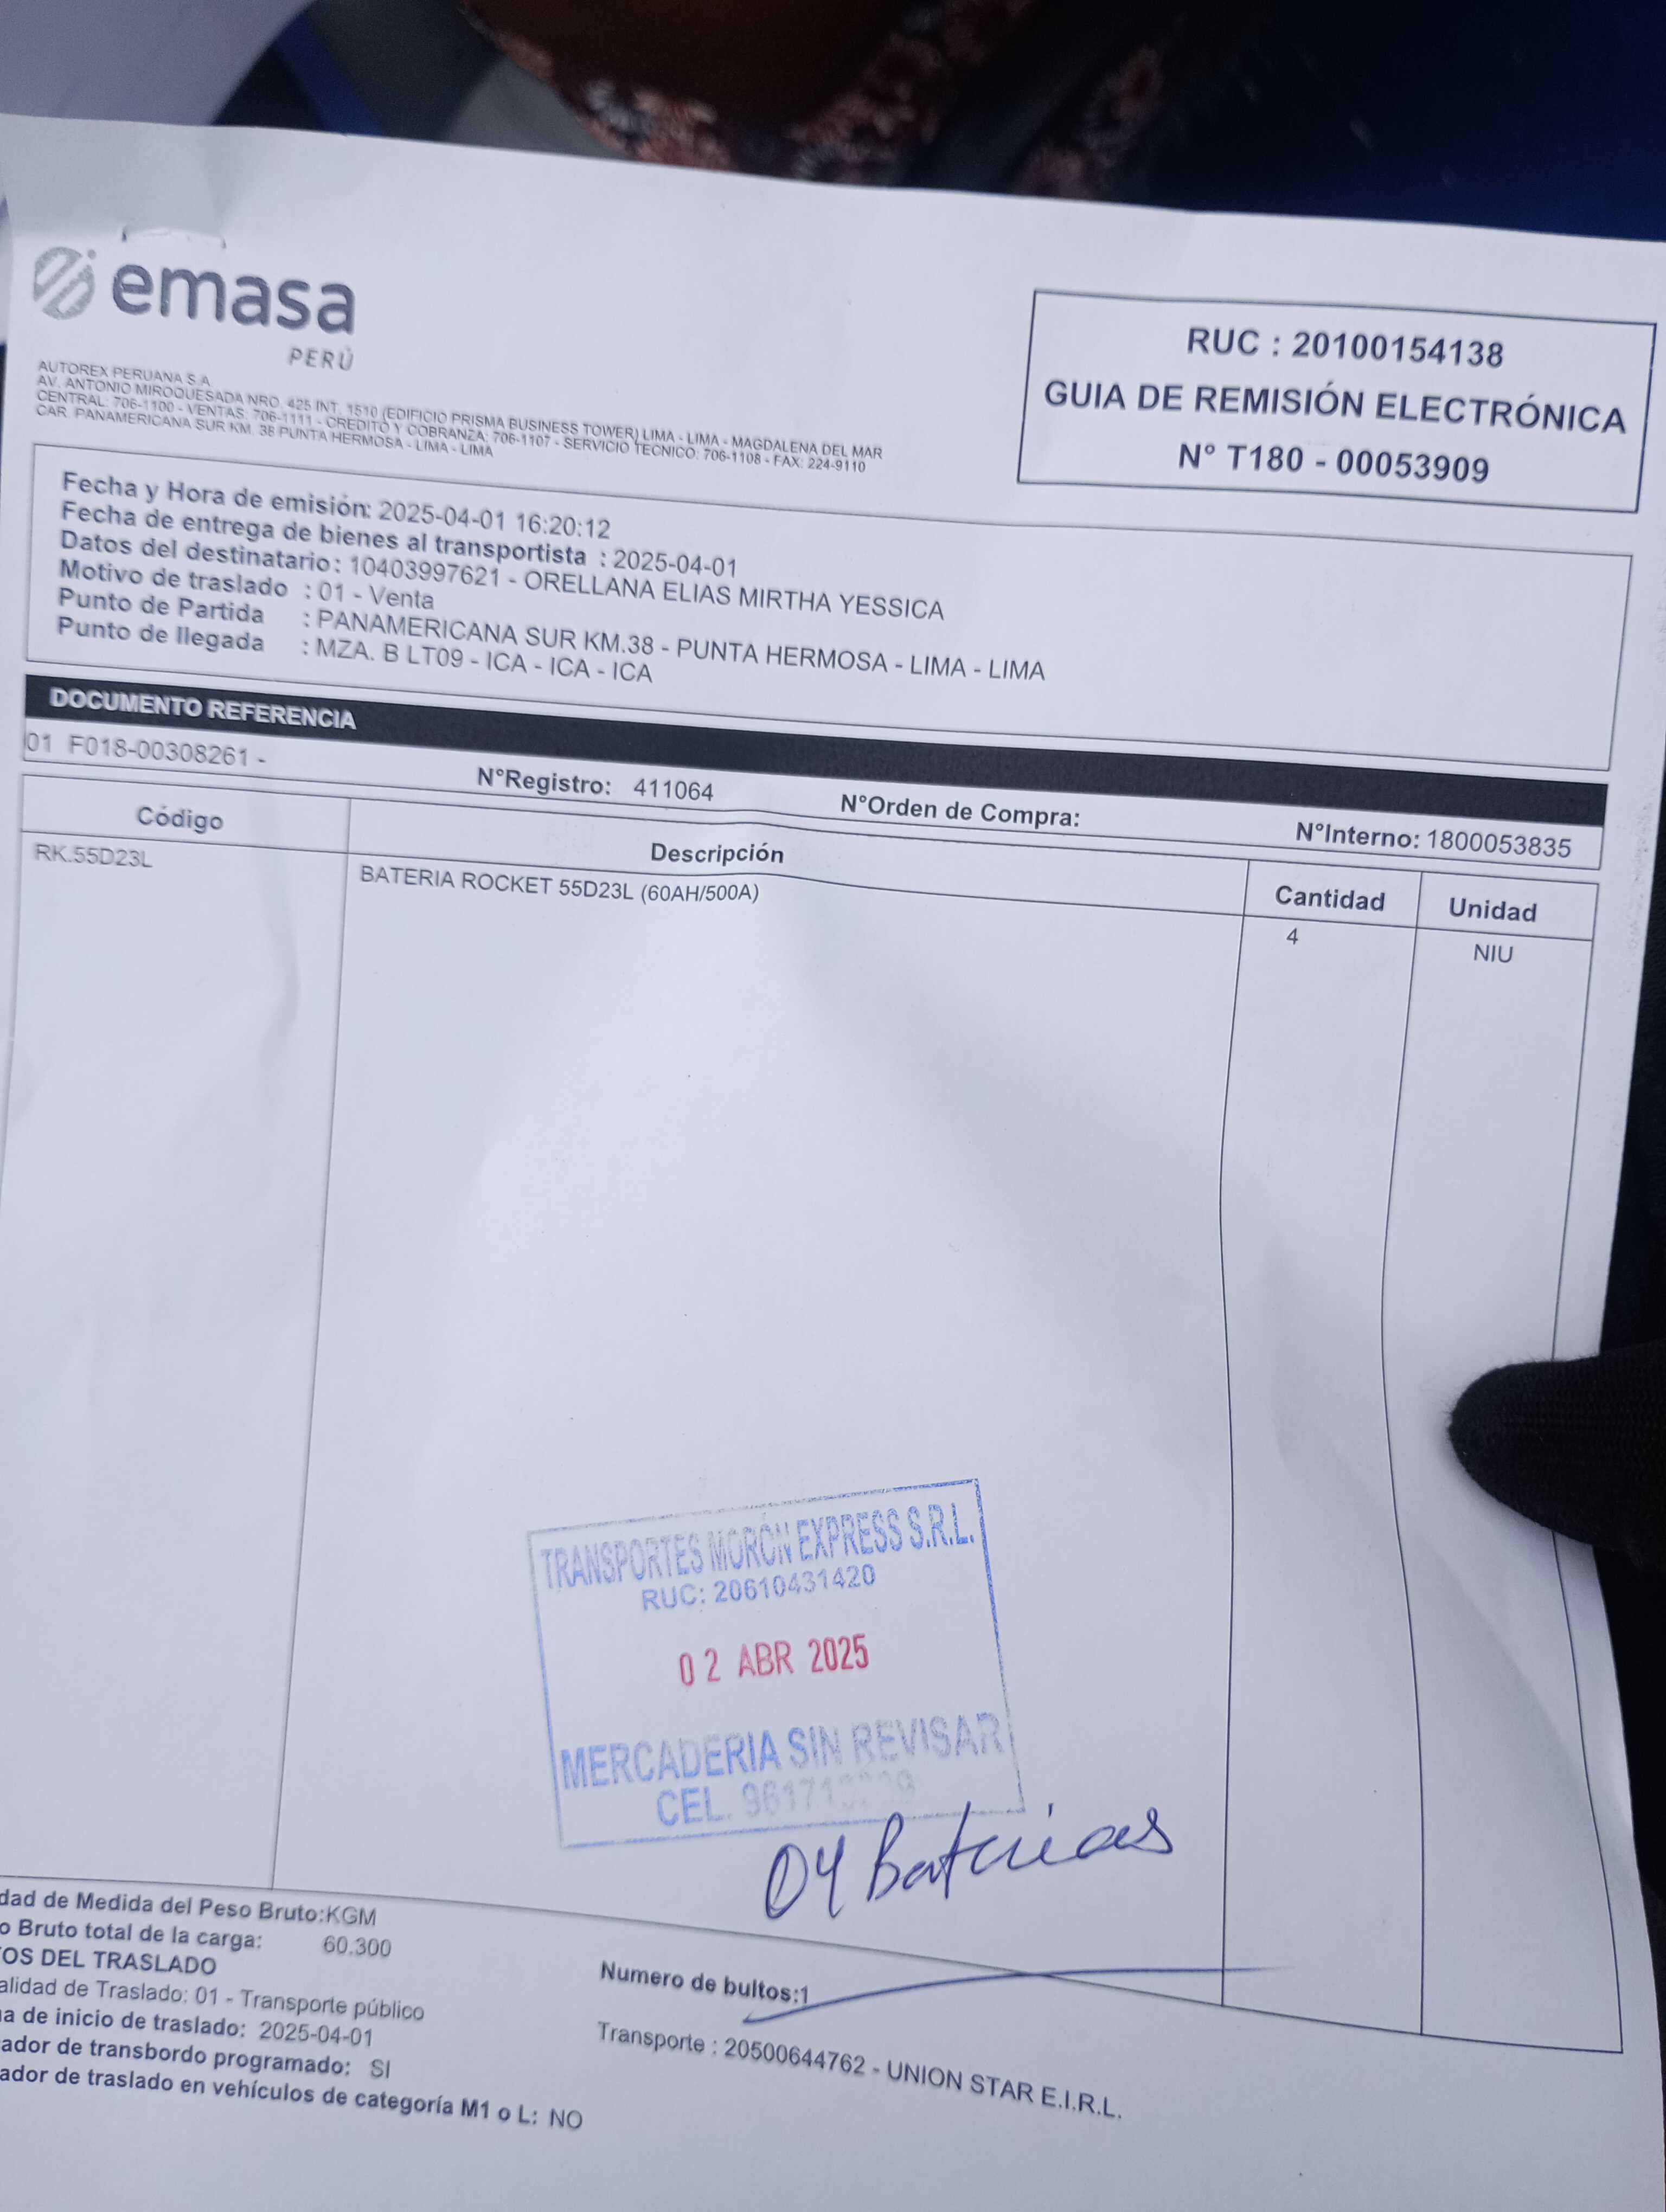 emasa
PERÚ
AUTOREX PERUANA S.A.
AV. ANTONIO MIROQUESADA NRO. 425 INT. 1510 (EDIFICIO PRISMA BUSINESS TOWER) LIMA - LIMA - MAGDALENA DEL MAR
CENTRAL: 706-1100 - VENTAS: 706-1111 - CREDITO Y COBRANZA: 706-1107 - SERVICIO TECNICO: 706-1108 - FAX: 224-9110
CAR. PANAMERICANA SUR KM. 38 PUNTA HERMOSA - LIMA - LIMA
RUC : 20100154138
GUIA DE REMISIÓN ELECTRÓNICA
N° T180 - 00053909
Fecha y Hora de emisión: 2025-04-01 16:20:12
Fecha de entrega de bienes al transportista : 2025-04-01
Datos del destinatario : 10403997621 - ORELLANA ELIAS MIRTHA YESSICA
Motivo de traslado : 01 - Venta
Punto de Partida : PANAMERICANA SUR KM.38 - PUNTA HERMOSA - LIMA - LIMA
Punto de llegada : MZA. B LT09 - ICA - ICA - ICA
DOCUMENTO REFERENCIA
01 F018-00308261 - N°Registro: 411064 N°Orden de Compra: N°Interno: 1800053835
Código Descripción Cantidad Unidad
RK.55D23L BATERIA ROCKET 55D23L (60AH/500A) 4 NIU
TRANSPORTES MORÓN EXPRESS S.R.L.
RUC: 20610431420
02 ABR 2025
MERCADERIA SIN REVISAR
CEL.
04 Baterias
dad de Medida del Peso Bruto:KGM
o Bruto total de la carga: 60.300
OS DEL TRASLADO
alidad de Traslado: 01 - Transporte público
a de inicio de traslado: 2025-04-01
ador de transbordo programado: SI
ador de traslado en vehículos de categoría M1 o L: NO
Numero de bultos:1
Transporte : 20500644762 - UNION STAR E.I.R.L.